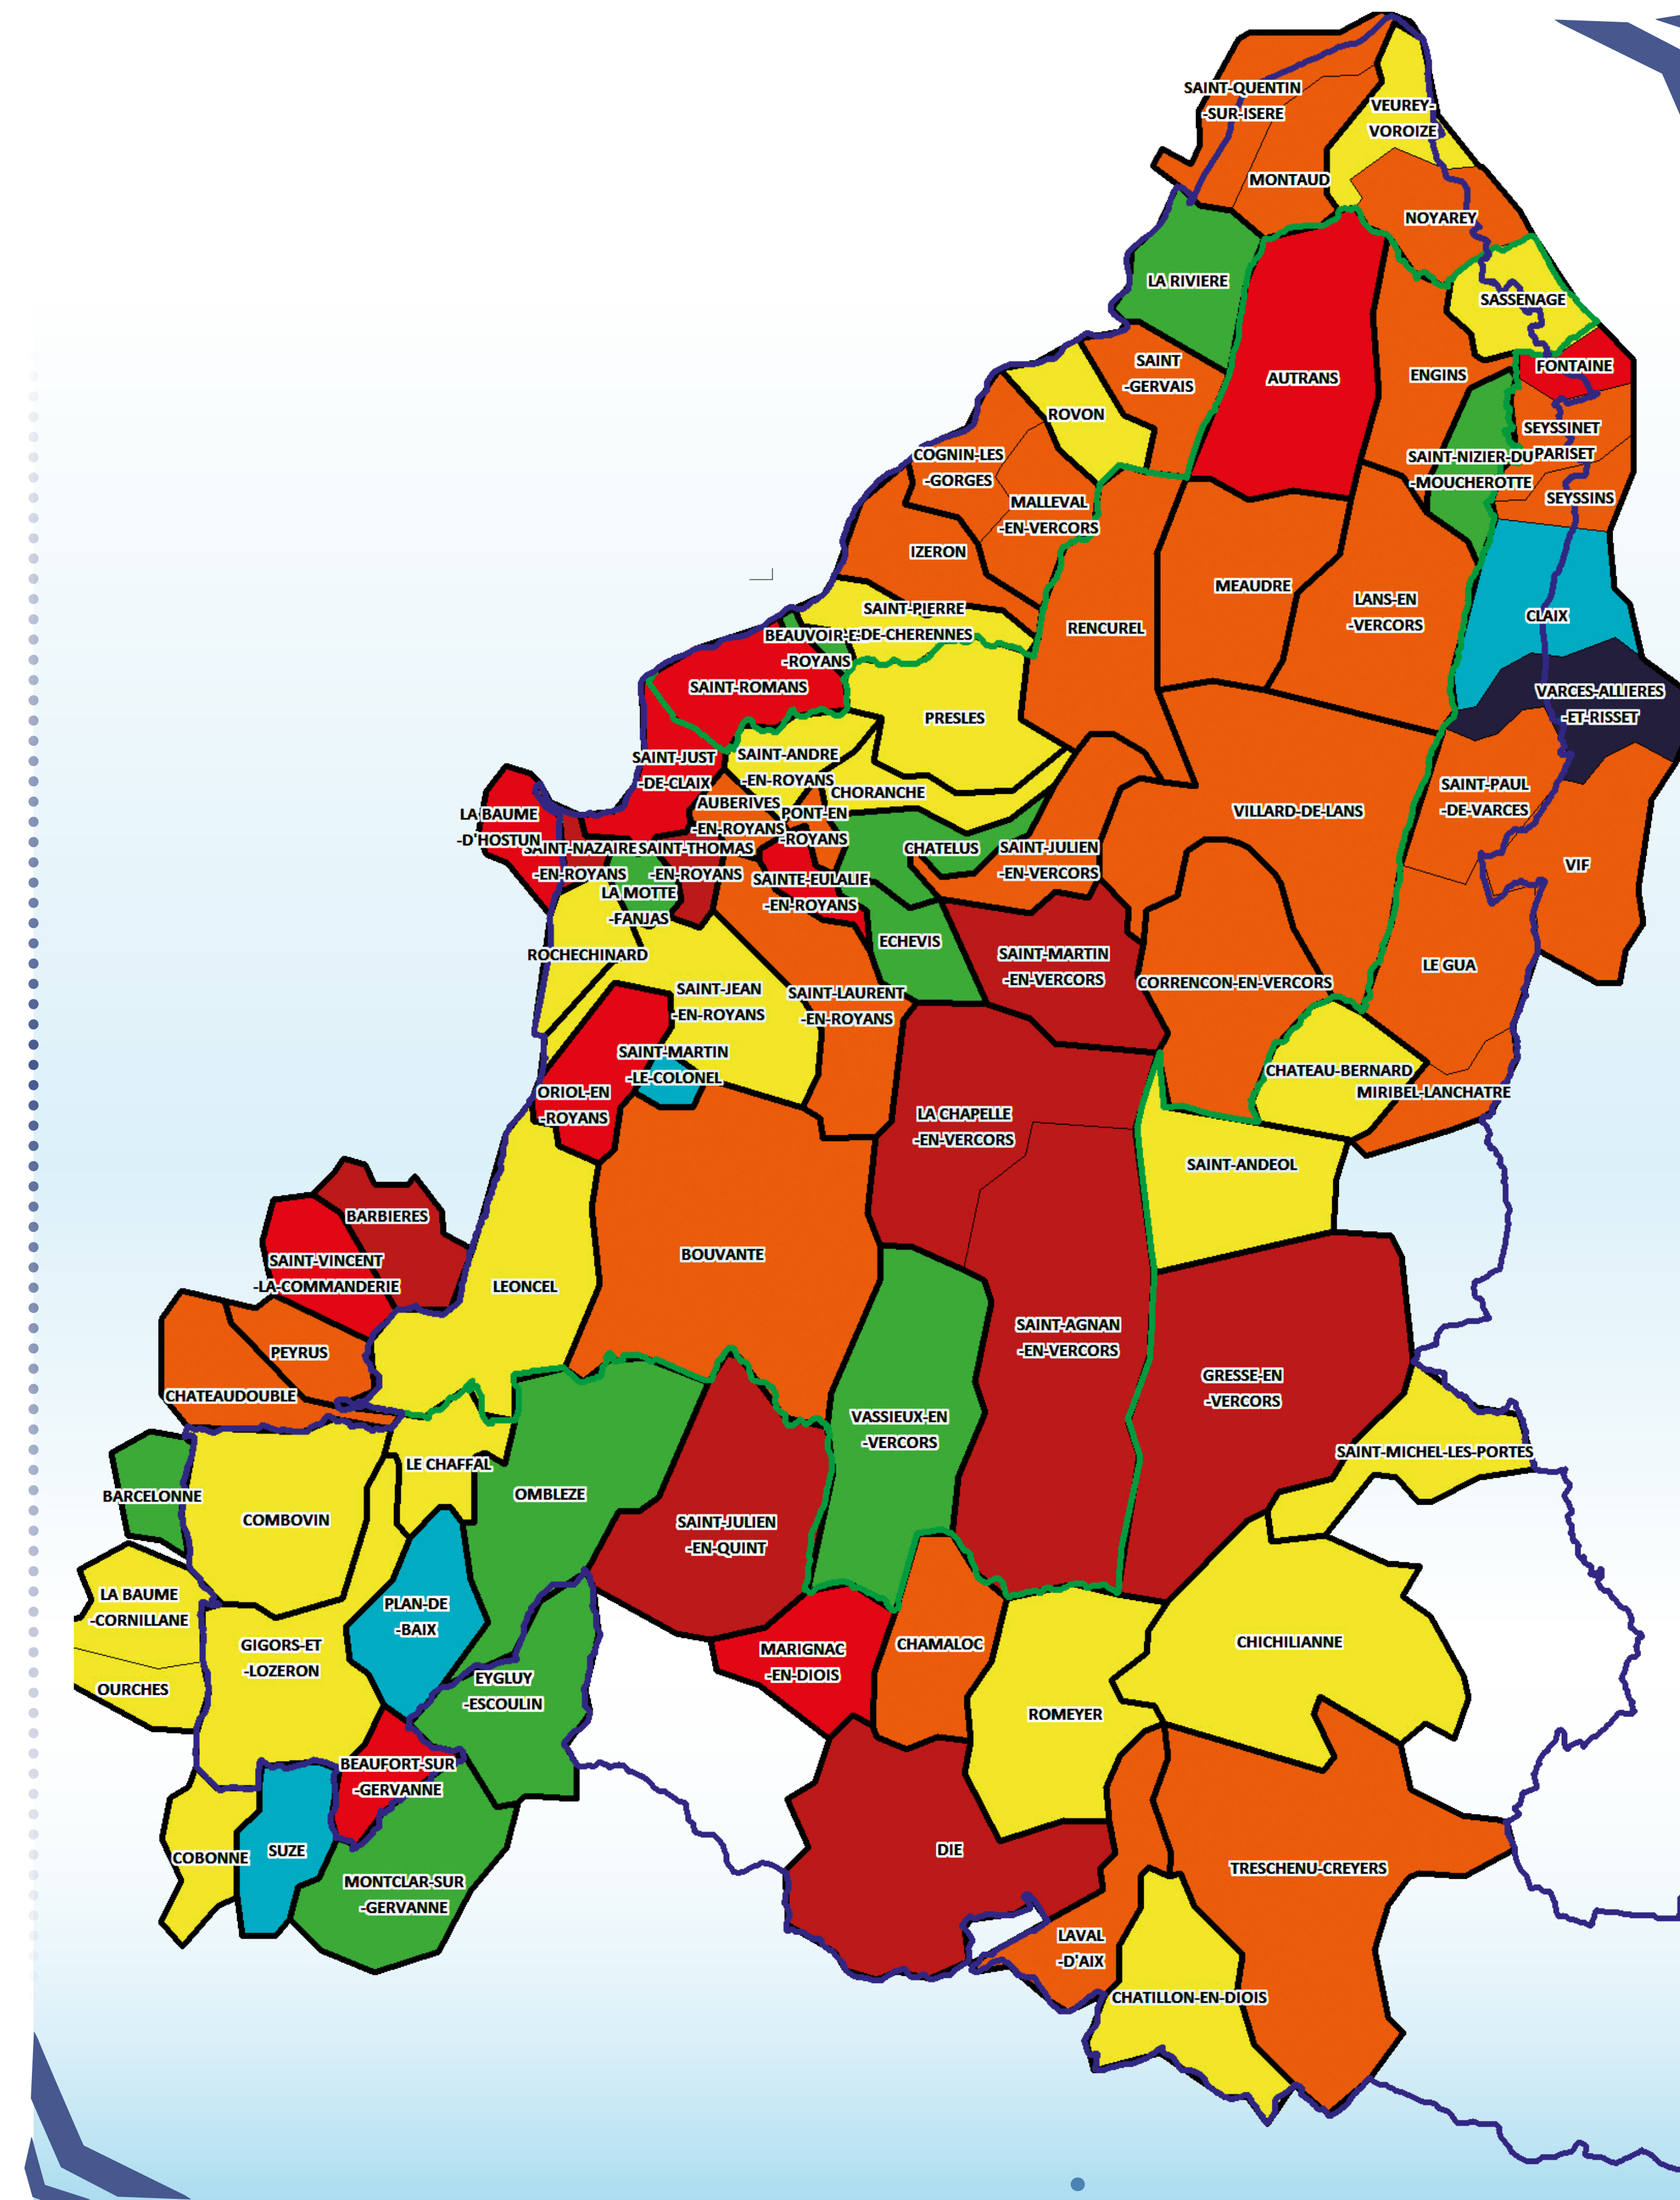 SAINT-QUENTIN
-SUR-ISERE
VEUREY-
VOROIZE
MONTAUD
NOYAREY
LA RIVIERE
SASSENAGE
SAINT
-GERVAIS
FONTAINE
ENGINS
AUTRANS
ROVON
SEYSSINET
PARISET
COGNIN-LES
-GORGES
SAINT-NIZIER-DU
-MOUCHEROTTE
MALLEVAL
-EN-VERCORS
SEYSSINS
IZERON
MEAUDRE
LANS-EN
-VERCORS
SAINT-PIERRE
-DE-CHERENNES
CLAIX
RENCUREL
BEAUVOIR-E
-ROYANS
SAINT-ROMANS
VARCES-ALLIERES
-ET-RISSET
PRESLES
SAINT-JUST
-DE-CLAIX
SAINT-ANDRE
-EN-ROYANS
SAINT-PAUL
-DE-VARCES
CHORANCHE
AUBERIVES
-EN-ROYANS
PONT-EN
-ROYANS
VILLARD-DE-LANS
LA BAUME
-D'HOSTUN
SAINT-NAZAIRE
-EN-ROYANS
SAINT-THOMAS
-EN-ROYANS
CHATELUS
SAINT-JULIEN
-EN-VERCORS
VIF
SAINTE-EULALIE
-EN-ROYANS
LA MOTTE
-FANJAS
ECHEVIS
ROCHECHINARD
SAINT-MARTIN
-EN-VERCORS
LE GUA
CORRENCON-EN-VERCORS
SAINT-JEAN
-EN-ROYANS
SAINT-LAURENT
-EN-ROYANS
SAINT-MARTIN
-LE-COLONEL
CHATEAU-BERNARD
ORIOL-EN
-ROYANS
MIRIBEL-LANCHATRE
LA CHAPELLE
-EN-VERCORS
SAINT-ANDEOL
BARBIERES
BOUVANTE
SAINT-VINCENT
-LA-COMMANDERIE
LEONCEL
SAINT-AGNAN
-EN-VERCORS
PEYRUS
GRESSE-EN
-VERCORS
CHATEAUDOUBLE
VASSIEUX-EN
-VERCORS
SAINT-MICHEL-LES-PORTES
LE CHAFFAL
BARCELONNE
OMBLEZE
COMBOVIN
SAINT-JULIEN
-EN-QUINT
LA BAUME
-CORNILLANE
PLAN-DE
-BAIX
GIGORS-ET
-LOZERON
MARIGNAC
-EN-DIOIS
CHAMALOC
CHICHILIANNE
OURCHES
EYGLUY
-ESCOULIN
ROMEYER
BEAUFORT-SUR
-GERVANNE
SUZE
COBONNE
DIE
TRESCHENU-CREYERS
MONTCLAR-SUR
-GERVANNE
LAVAL
-D'AIX
CHATILLON-EN-DIOIS